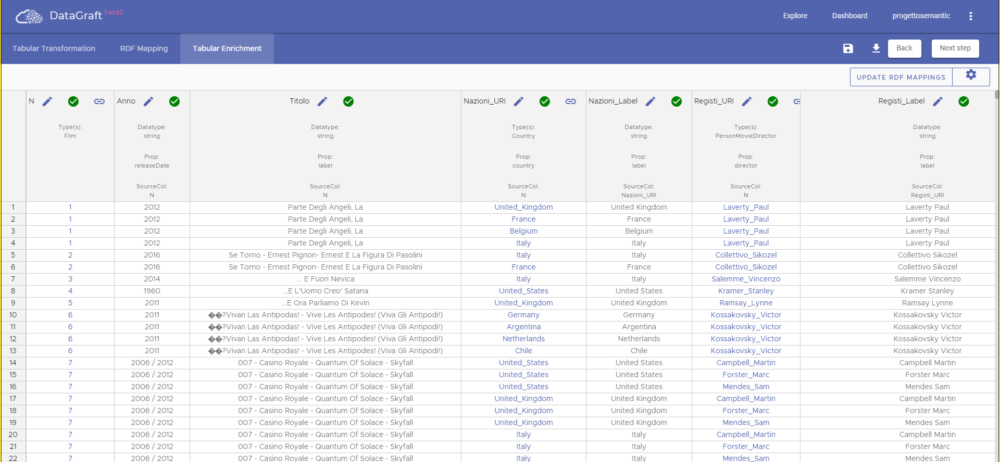 DataGraft beta2
Explore Dashboard progettosemantic
Tabular Transformation RDF Mapping Tabular Enrichment Back Next step
UPDATE RDF MAPPINGS
N Anno Titolo Nazioni_URI Nazioni_Label Registi_URI Registi_Label
Type(s): Datatype: Datatype: Type(s): Datatype: Type(s): Datatype:
Film string string Country string PersonMovieDirector string
Prop: Prop: Prop: Prop: Prop: Prop:
releaseDate label country label director label
SourceCol: SourceCol: SourceCol: SourceCol: SourceCol: SourceCol:
N N N Nazioni_URI N Registi_URI
1 1 2012 Parte Degli Angeli, La United_Kingdom United Kingdom Laverty_Paul Laverty Paul
2 1 2012 Parte Degli Angeli, La France France Laverty_Paul Laverty Paul
3 1 2012 Parte Degli Angeli, La Belgium Belgium Laverty_Paul Laverty Paul
4 1 2012 Parte Degli Angeli, La Italy Italy Laverty_Paul Laverty Paul
5 2 2016 Se Torno - Ernest Pignon- Ernest E La Figura Di Pasolini Italy Italy Collettivo_Sikozel Collettivo Sikozel
6 2 2016 Se Torno - Ernest Pignon- Ernest E La Figura Di Pasolini France France Collettivo_Sikozel Collettivo Sikozel
7 3 2014 ... E Fuori Nevica Italy Italy Salemme_Vincenzo Salemme Vincenzo
8 4 1960 ...E L'Uomo Creo' Satana United_States United States Kramer_Stanley Kramer Stanley
9 5 2011 ...E Ora Parliamo Di Kevin United_Kingdom United Kingdom Ramsay_Lynne Ramsay Lynne
10 6 2011 ��?Vivan Las Antipodas! - Vive Les Antipodes! (Viva Gli Antipodi!) Germany Germany Kossakovsky_Victor Kossakovsky Victor
11 6 2011 ��?Vivan Las Antipodas! - Vive Les Antipodes! (Viva Gli Antipodi!) Argentina Argentina Kossakovsky_Victor Kossakovsky Victor
12 6 2011 ��?Vivan Las Antipodas! - Vive Les Antipodes! (Viva Gli Antipodi!) Netherlands Netherlands Kossakovsky_Victor Kossakovsky Victor
13 6 2011 ��?Vivan Las Antipodas! - Vive Les Antipodes! (Viva Gli Antipodi!) Chile Chile Kossakovsky_Victor Kossakovsky Victor
14 7 2006 / 2012 007 - Casino Royale - Quantum Of Solace - Skyfall United_States United States Campbell_Martin Campbell Martin
15 7 2006 / 2012 007 - Casino Royale - Quantum Of Solace - Skyfall United_States United States Forster_Marc Forster Marc
16 7 2006 / 2012 007 - Casino Royale - Quantum Of Solace - Skyfall United_States United States Mendes_Sam Mendes Sam
17 7 2006 / 2012 007 - Casino Royale - Quantum Of Solace - Skyfall United_Kingdom United Kingdom Campbell_Martin Campbell Martin
18 7 2006 / 2012 007 - Casino Royale - Quantum Of Solace - Skyfall United_Kingdom United Kingdom Forster_Marc Forster Marc
19 7 2006 / 2012 007 - Casino Royale - Quantum Of Solace - Skyfall United_Kingdom United Kingdom Mendes_Sam Mendes Sam
20 7 2006 / 2012 007 - Casino Royale - Quantum Of Solace - Skyfall Italy Italy Campbell_Martin Campbell Martin
21 7 2006 / 2012 007 - Casino Royale - Quantum Of Solace - Skyfall Italy Italy Forster_Marc Forster Marc
22 7 2006 / 2012 007 - Casino Royale - Quantum Of Solace - Skyfall Italy Italy Mendes_Sam Mendes Sam